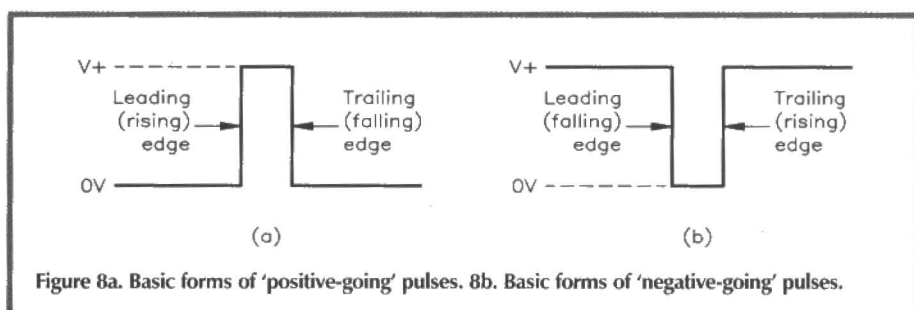 V+
Leading
(rising)
edge
Trailing
(falling)
edge
0V
(a)
V+
Leading
(falling)
edge
Trailing
(rising)
edge
0V
(b)
Figure 8a. Basic forms of 'positive-going' pulses. 8b. Basic forms of 'negative-going' pulses.